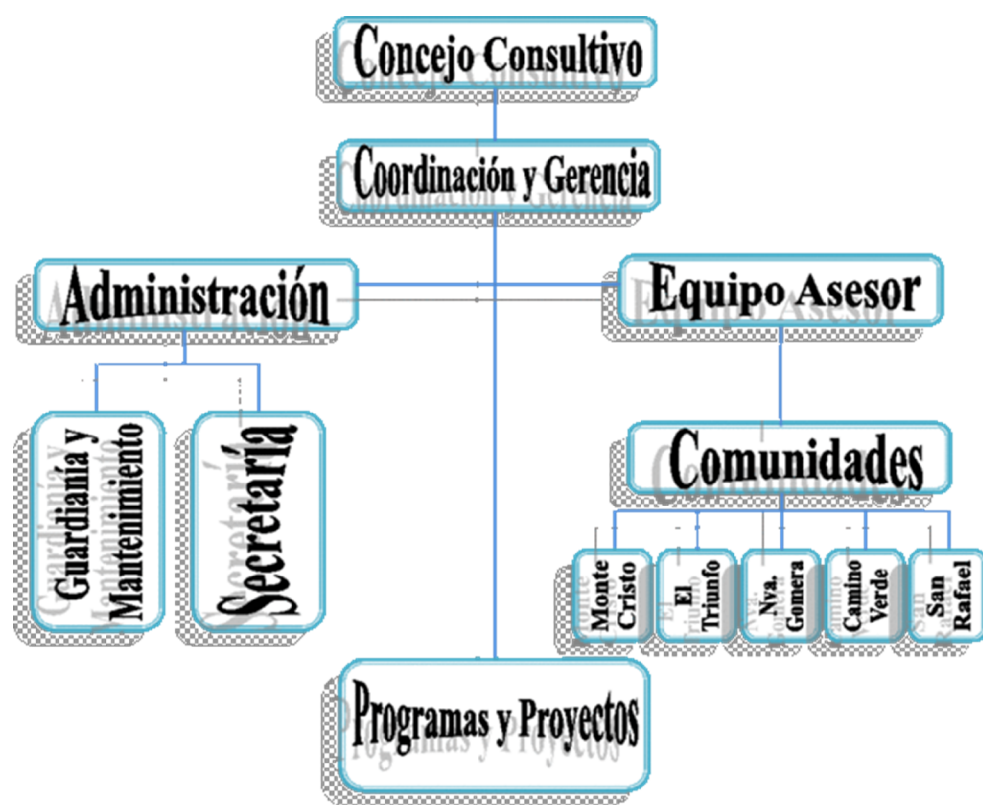 Concejo Consultivo
Coordinación y Gerencia
Administración
Equipo Asesor
Guardianía y
Mantenimiento
Secretaría
Comunidades
Monte
Cristo
El
Triunfo
Nva.
Gomera
Camino
Verde
San
Rafael
Programas y Proyectos